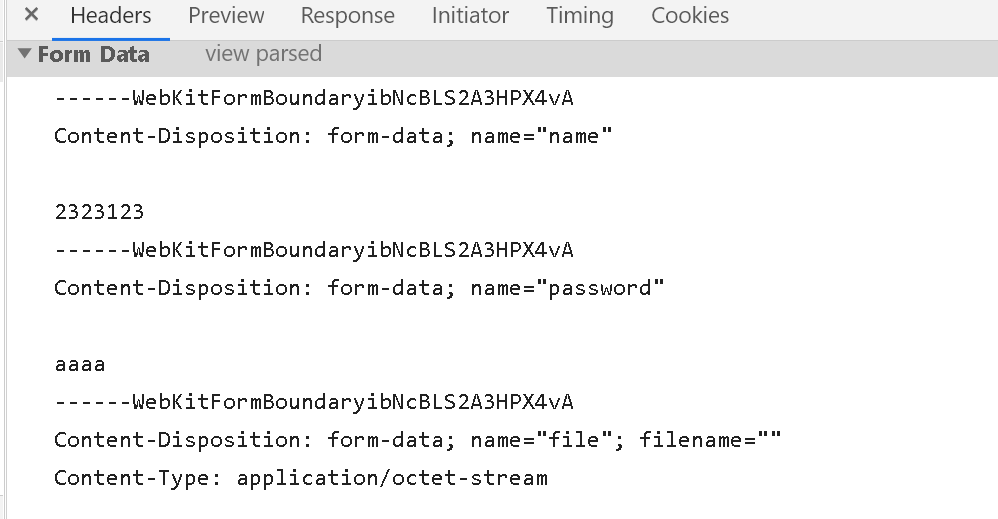 × Headers Preview Response Initiator Timing Cookies
▼ Form Data view parsed
------WebKitFormBoundaryibNcBLS2A3HPX4vA
Content-Disposition: form-data; name="name"
2323123
------WebKitFormBoundaryibNcBLS2A3HPX4vA
Content-Disposition: form-data; name="password"
aaaa
------WebKitFormBoundaryibNcBLS2A3HPX4vA
Content-Disposition: form-data; name="file"; filename=""
Content-Type: application/octet-stream